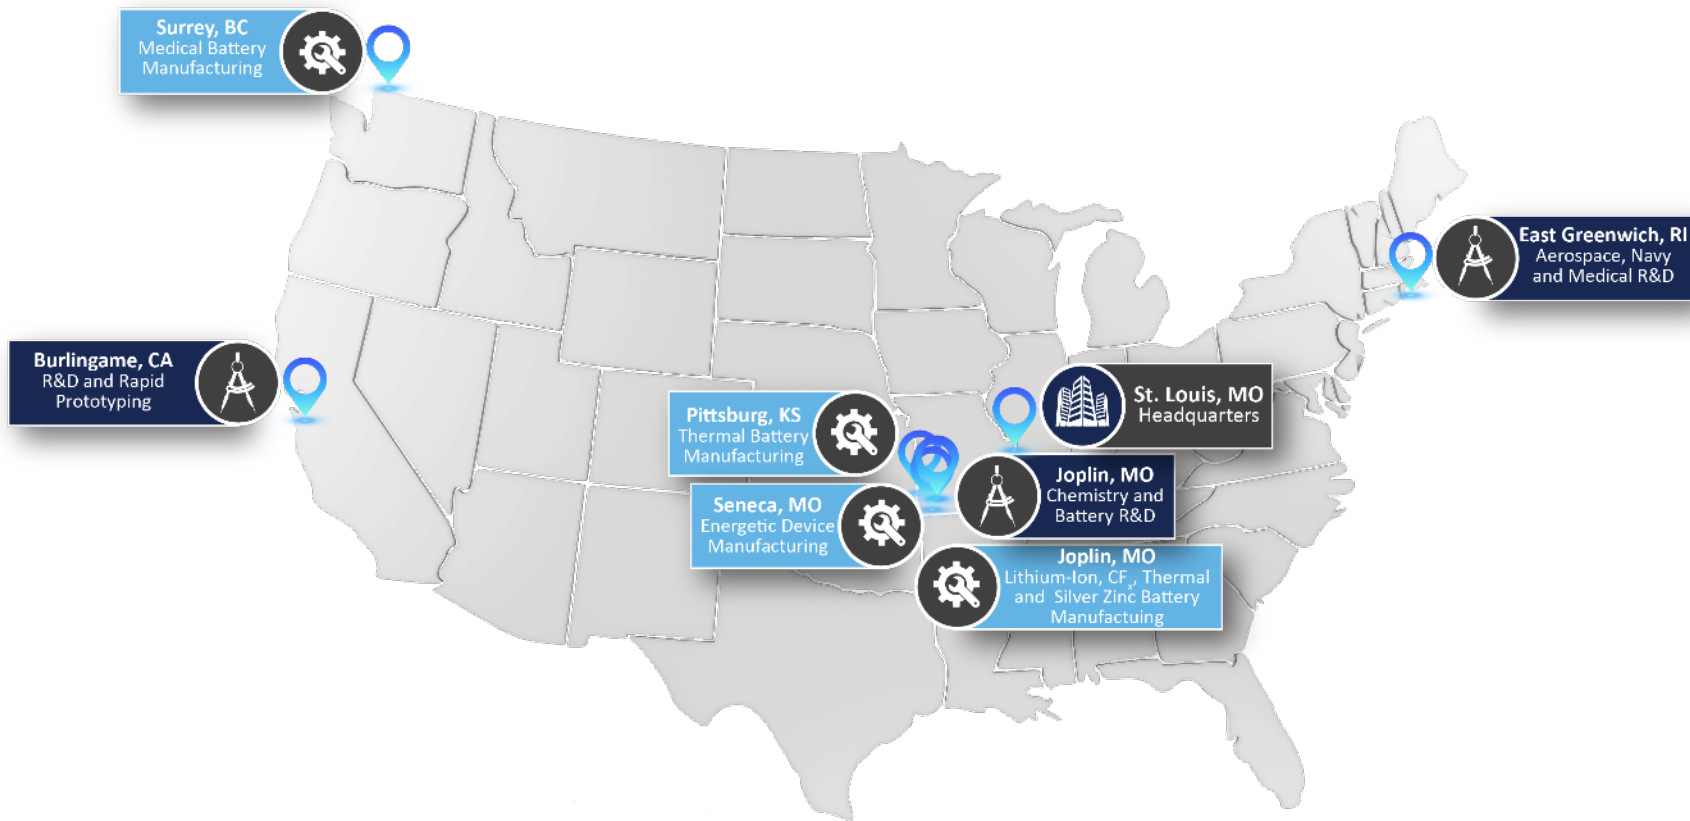 Surrey, BC
Medical Battery
Manufacturing
East Greenwich, RI
Aerospace, Navy
and Medical R&D
Burlingame, CA
R&D and Rapid
Prototyping
St. Louis, MO
Headquarters
Pittsburg, KS
Thermal Battery
Manufacturing
Joplin, MO
Chemistry and
Battery R&D
Seneca, MO
Energetic Device
Manufacturing
Joplin, MO
Lithium-Ion, CFₓ, Thermal
and Silver Zinc Battery
Manufactuing